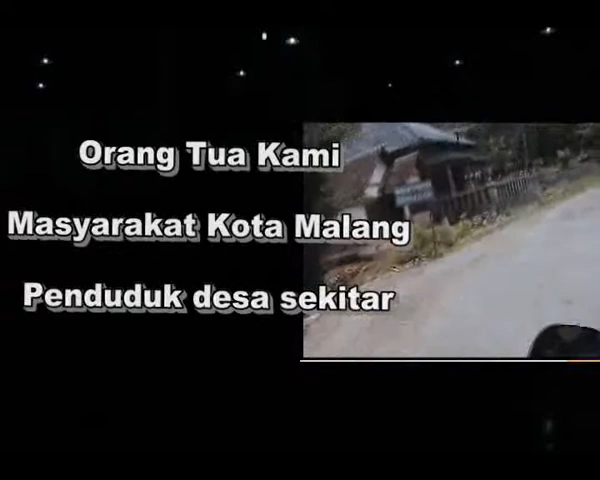 Orang Tua Kami
Masyarakat Kota Malang
Penduduk desa sekitar